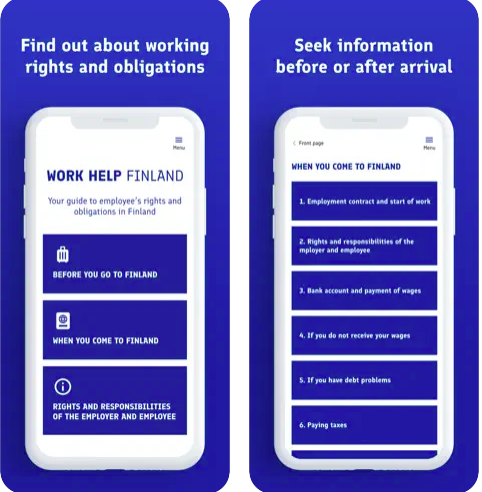 Find out about working
rights and obligations
Menu
WORK HELP FINLAND
Your guide to employee's rights and
obligations in Finland
BEFORE YOU GO TO FINLAND
WHEN YOU COME TO FINLAND
RIGHTS AND RESPONSIBILITIES
OF THE EMPLOYER AND EMPLOYEE
Seek information
before or after arrival
< Front page
Menu
WHEN YOU COME TO FINLAND
1. Employment contract and start of work
2. Rights and responsibilities of the
mployer and employee
3. Bank account and payment of wages
4. If you do not receive your wages
5. If you have debt problems
6. Paying taxes